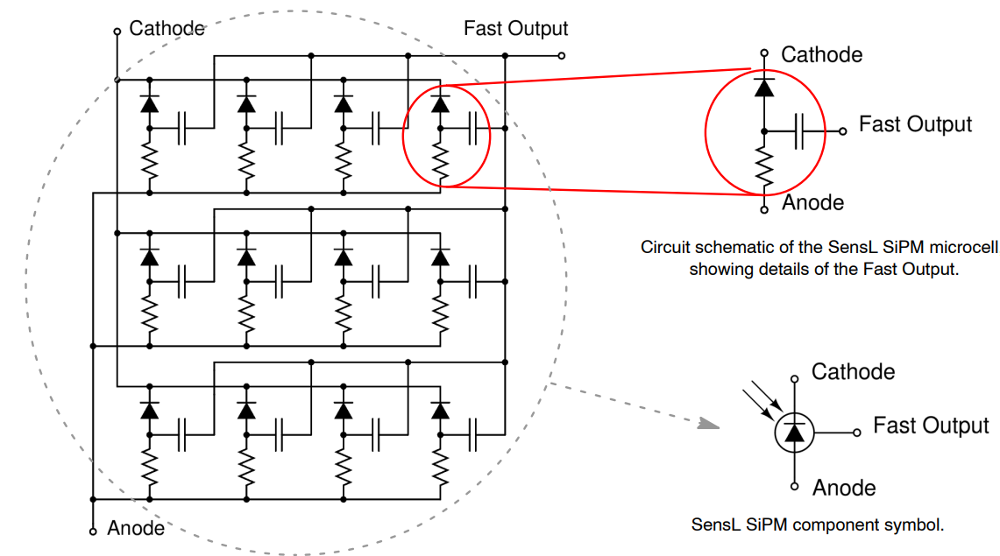 Cathode
Fast Output
Cathode
Fast Output
Anode
Circuit schematic of the SensL SiPM microcell
showing details of the Fast Output.
Cathode
Fast Output
Anode
SensL SiPM component symbol.
Anode